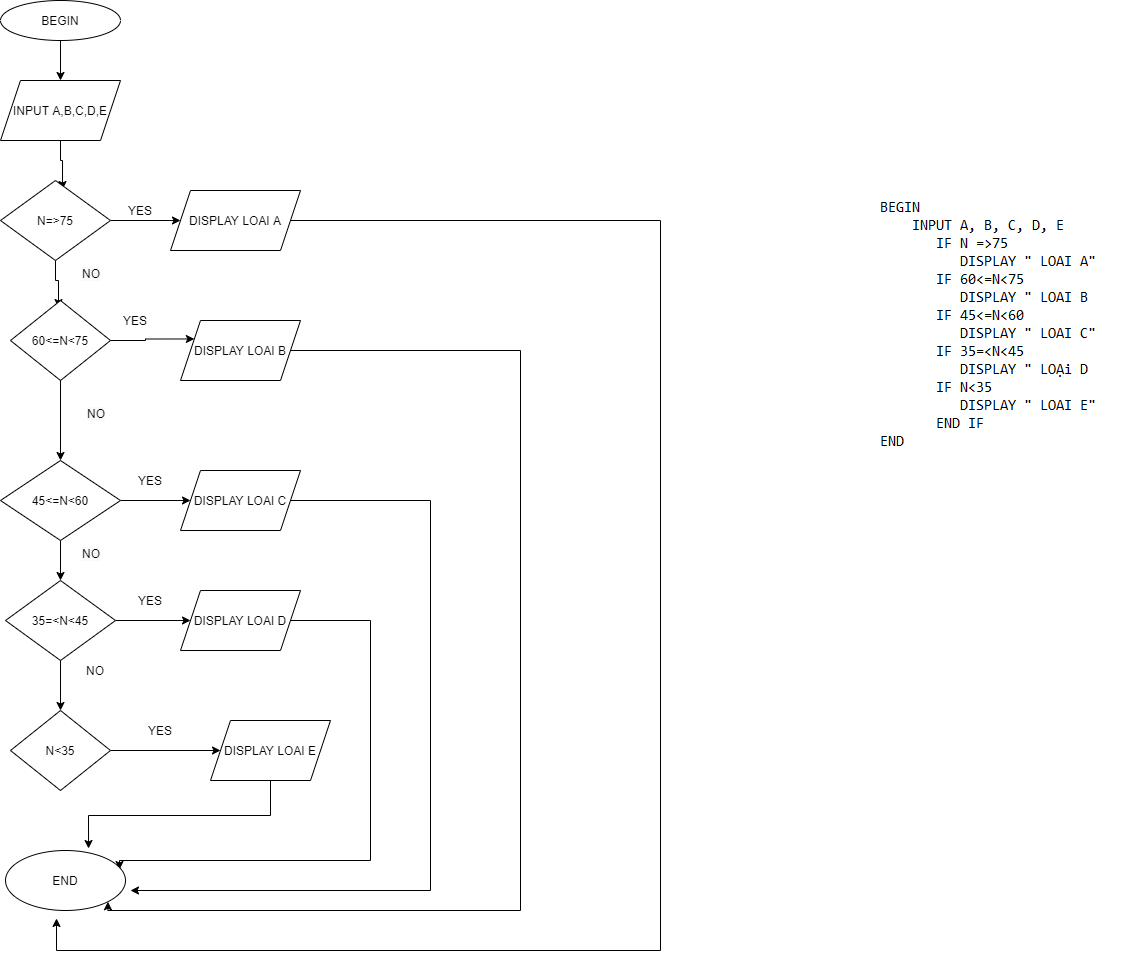 BEGIN
INPUT A,B,C,D,E
N=>75
YES
DISPLAY LOAI A
NO
60<=N<75
YES
DISPLAY LOAI B
NO
45<=N<60
YES
DISPLAY LOAI C
NO
35=<N<45
YES
DISPLAY LOAI D
NO
N<35
YES
DISPLAY LOAI E
END
BEGIN
INPUT A, B, C, D, E
IF N =>75
DISPLAY " LOAI A"
IF 60<=N<75
DISPLAY " LOAI B
IF 45<=N<60
DISPLAY " LOAI C"
IF 35=<N<45
DISPLAY " LOẠi D
IF N<35
DISPLAY " LOAI E"
END IF
END